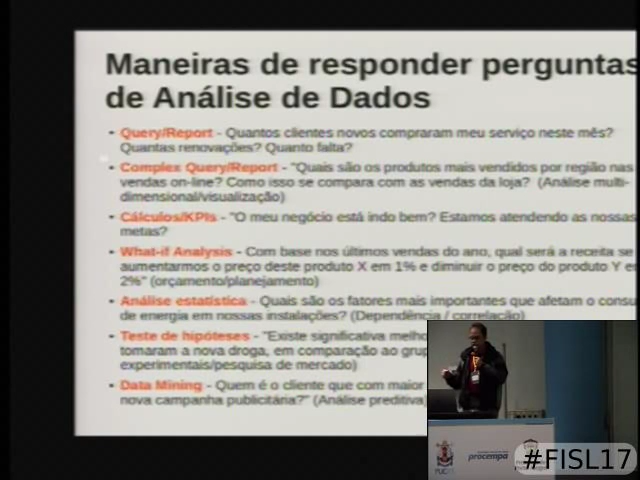 Maneiras de responder perguntas
de Análise de Dados
• Query/Report - Quantos clientes novos compraram meu serviço neste mês?
Quantas renovações? Quanto falta?
• Complex Query/Report - "Quais são os produtos mais vendidos por região nas
vendas on-line? Como isso se compara com as vendas da loja? (Análise multi-
dimensional/visualização)
• Cálculos/KPIs - "O meu negócio está indo bem? Estamos atendendo as nossas
metas?
• What-if Analysis - Com base nos últimos vendas do ano, qual será a receita se
aumentarmos o preço deste produto X em 1% e diminuir o preço do produto Y em
2%" (orçamento/planejamento)
• Análise estatística - Quais são os fatores mais importantes que afetam o
de energia em nossas instalações? (Dependência / correlação)
• Teste de hipóteses - "Existe significativa
tomaram a nova droga, em comparação ao
experimentais/pesquisa de mercado)
• Data Mining - Quem é o cliente que com maior
nova campanha publicitária?" (Análise preditiva)
procempa
#FISL17